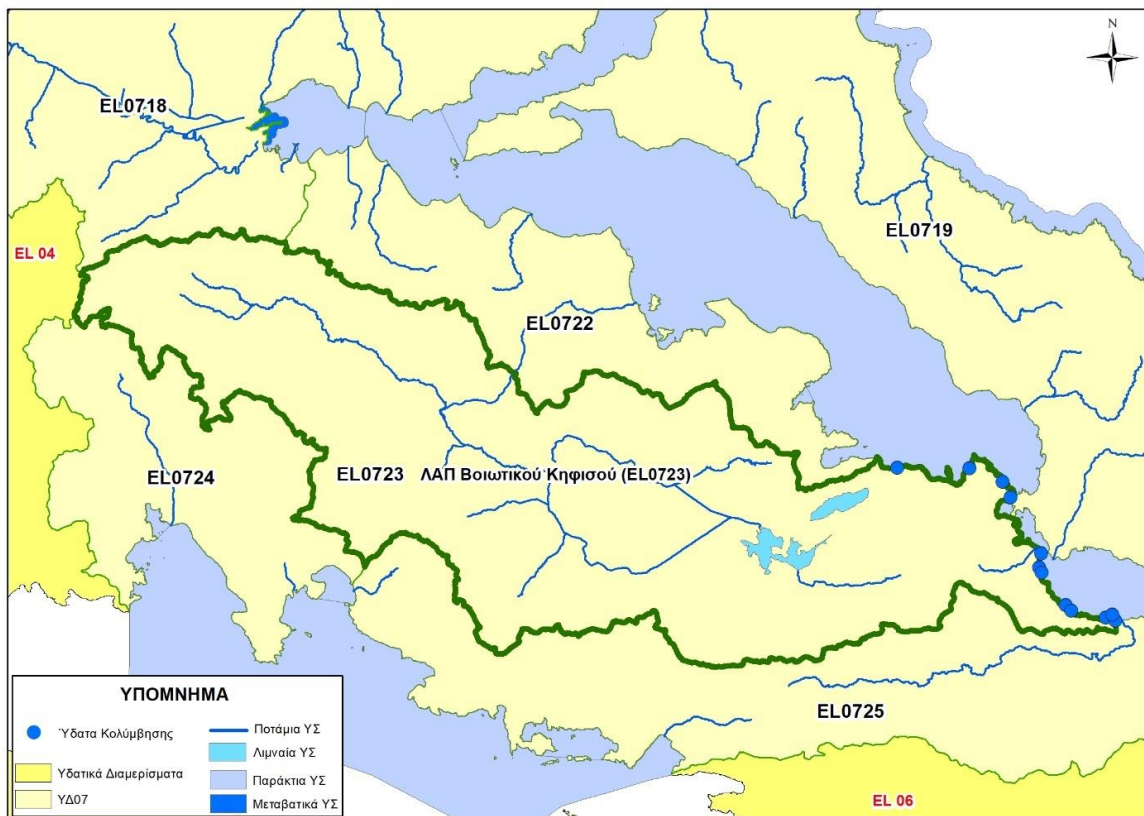 N
EL0718
EL 04
EL0719
EL0722
EL0724
EL0723 ΛΑΠ Βοιωτικού Κηφισού (EL0723)
EL0725
EL 06
ΥΠΟΜΝΗΜΑ
Ύδατα Κολύμβησης
Υδατικά Διαμερίσματα
ΥΔ07
Ποτάμια ΥΣ
Λιμναία ΥΣ
Παράκτια ΥΣ
Μεταβατικά ΥΣ